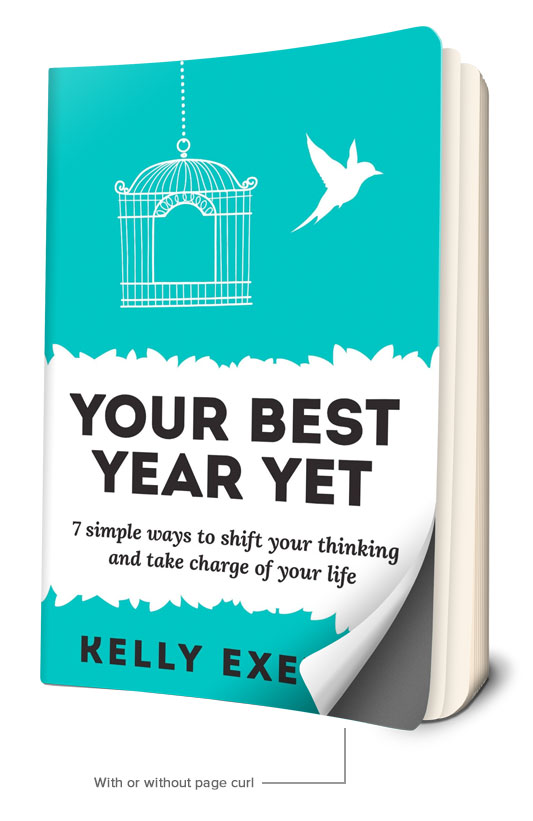 YOUR BEST
YEAR YET
7 simple ways to shift your thinking
and take charge of your life
KELLY EXE
With or without page curl